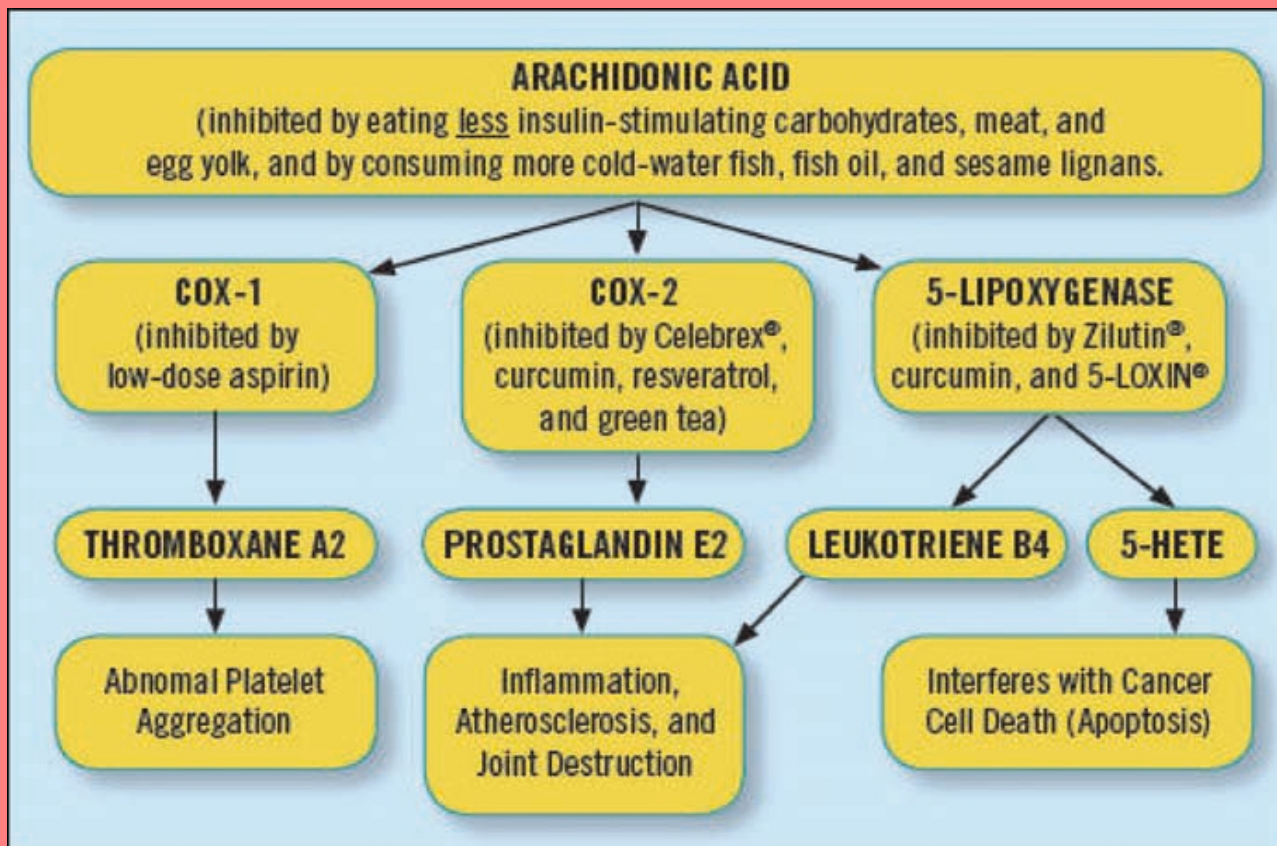 ARACHIDONIC ACID
(inhibited by eating less insulin-stimulating carbohydrates, meat, and
egg yolk, and by consuming more cold-water fish, fish oil, and sesame lignans.
COX-1
(inhibited by
low-dose aspirin)
COX-2
(inhibited by Celebrex®,
curcumin, resveratrol,
and green tea)
5-LIPOXYGENASE
(inhibited by Zilutin®,
curcumin, and 5-LOXIN®
THROMBOXANE A2
PROSTAGLANDIN E2
LEUKOTRIENE B4
5-HETE
Abnomal Platelet
Aggregation
Inflammation,
Atherosclerosis, and
Joint Destruction
Interferes with Cancer
Cell Death (Apoptosis)